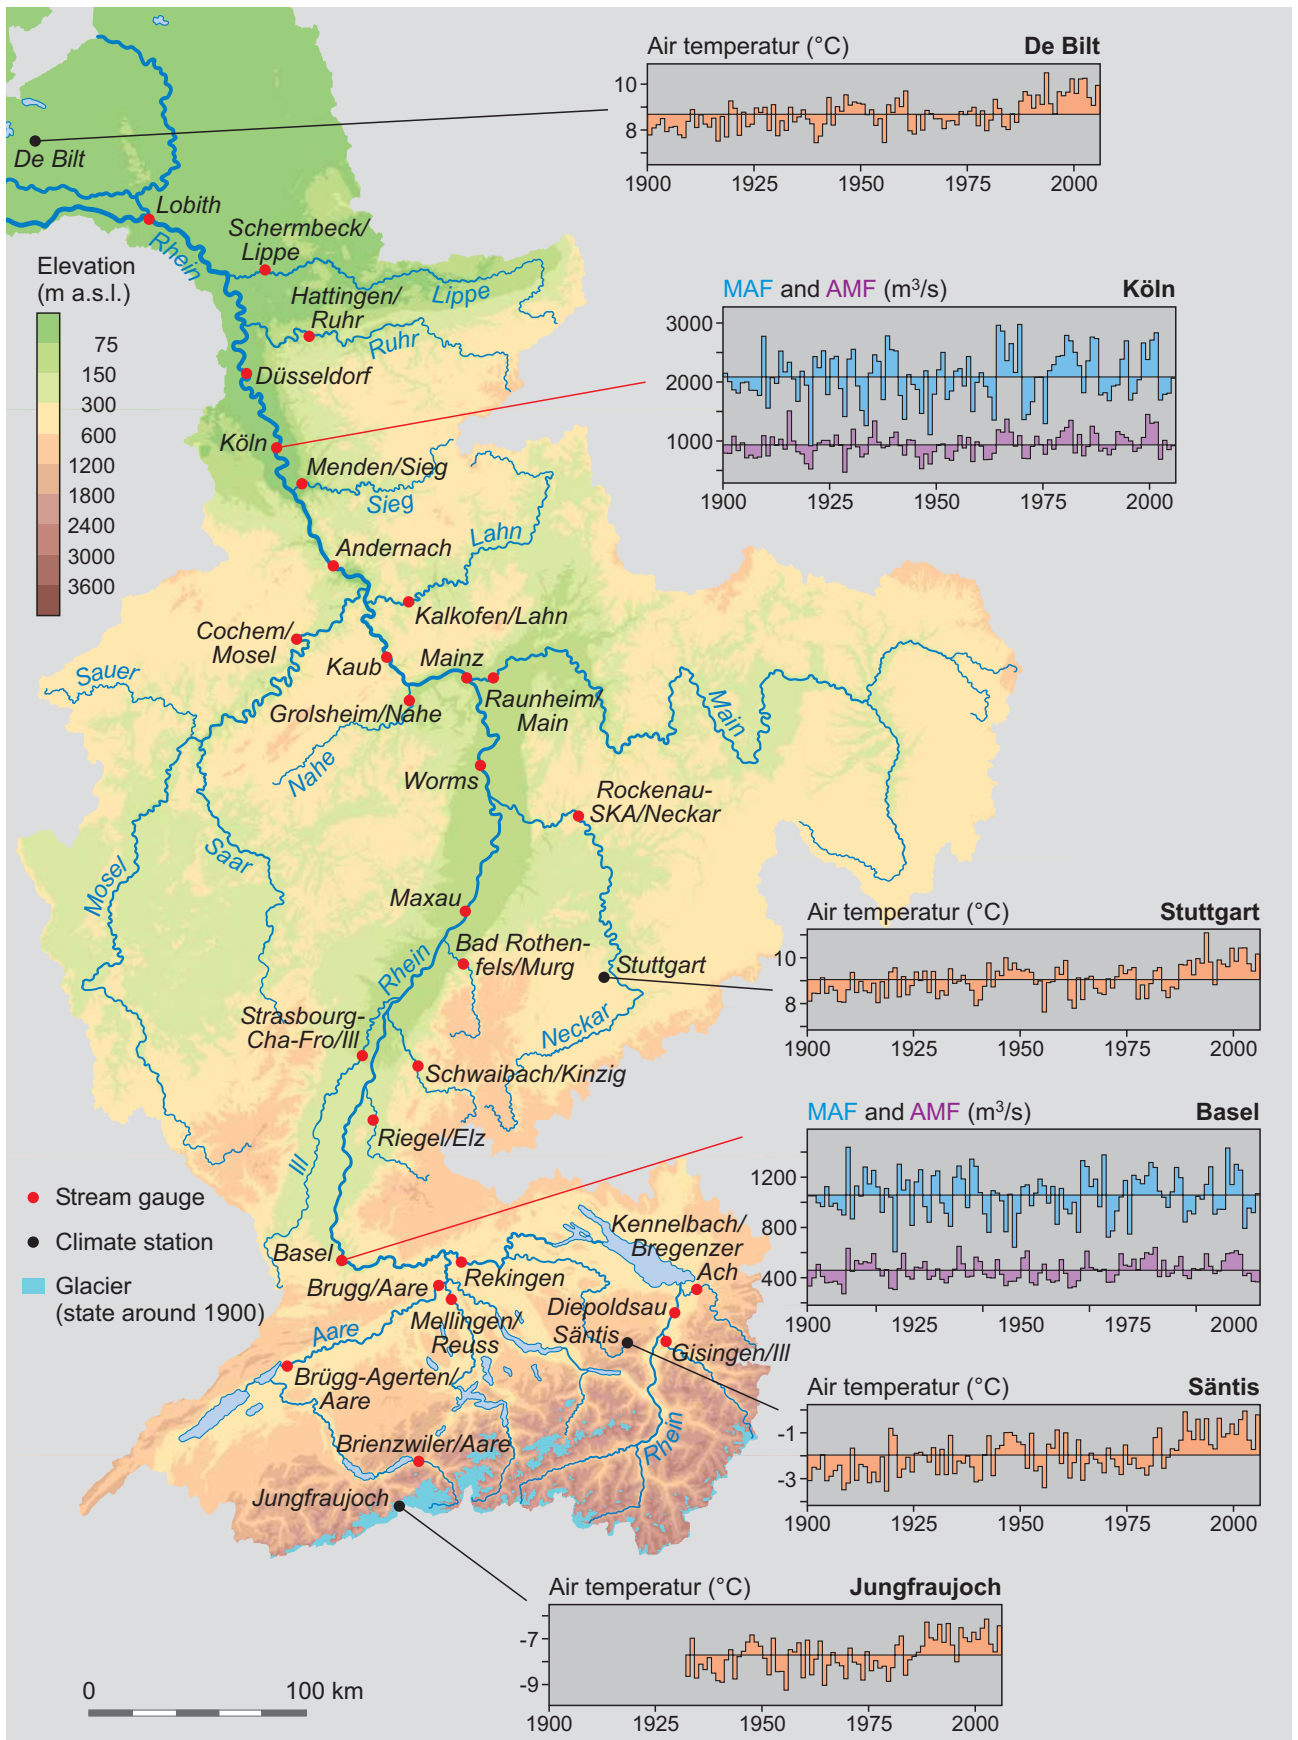 Air temperatur (°C) De Bilt
10
8
1900 1925 1950 1975 2000
De Bilt
Lobith
Rhein
Schermbeck/
Lippe
Lippe
Elevation
(m a.s.l.)
75
150
300
600
1200
1800
2400
3000
3600
Hattingen/
Ruhr
Ruhr
Düsseldorf
MAF and AMF (m³/s) Köln
3000
2000
1000
1900 1925 1950 1975 2000
Köln
Menden/Sieg
Sieg
Lahn
Andernach
Kalkofen/Lahn
Cochem/
Mosel
Sauer
Kaub
Mainz
Raunheim/
Main
Main
Grolsheim/Nahe
Nahe
Worms
Rockenau-
SKA/Neckar
Mosel
Saar
Maxau
Air temperatur (°C) Stuttgart
10
8
1900 1925 1950 1975 2000
Bad Rothen-
fels/Murg
Rhein
Stuttgart
Strasbourg-
Cha-Fro/Ill
Neckar
Schwaibach/Kinzig
Riegel/Elz
Ill
MAF and AMF (m³/s) Basel
1200
800
400
1900 1925 1950 1975 2000
Stream gauge
Climate station
Glacier
(state around 1900)
Basel
Kennelbach/
Bregenzer
Ach
Rekingen
Brugg/Aare
Mellingen/
Reuss
Diepoldsau
Säntis
Gisingen/Ill
Aare
Brügg-Agerten/
Aare
Air temperatur (°C) Säntis
-1
-3
1900 1925 1950 1975 2000
Brienzwiler/Aare
Rhein
Jungfraujoch
Air temperatur (°C) Jungfraujoch
-7
-9
1900 1925 1950 1975 2000
0 100 km